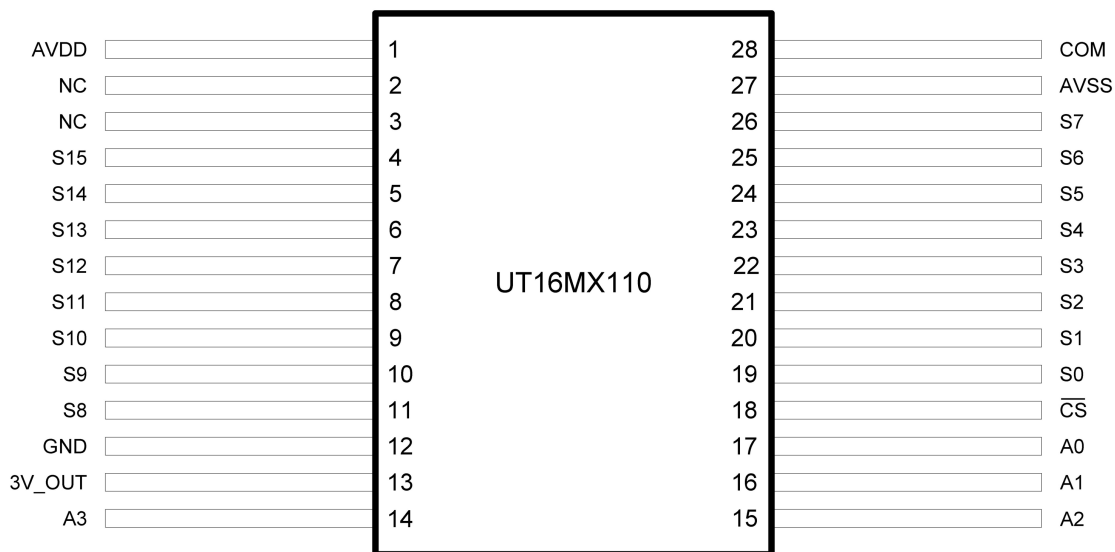 AVDD 1 28 COM
NC 2 27 AVSS
NC 3 26 S7
S15 4 25 S6
S14 5 24 S5
S13 6 23 S4
S12 7 22 S3
UT16MX110
S11 8 21 S2
S10 9 20 S1
S9 10 19 S0
S8 11 18 C̅S̅
GND 12 17 A0
3V_OUT 13 16 A1
A3 14 15 A2